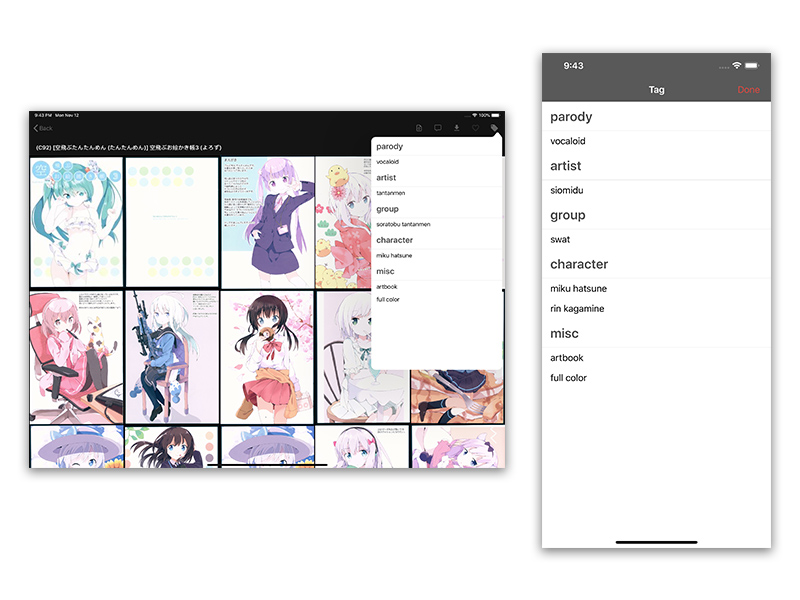 9:43 PM Mon Nov 12
100%
Back
(C92) [空飛ぶたんたんめん (たんたんめん)] 空飛ぶお絵かき帳3 (よろず)
parody
vocaloid
artist
tantanmen
group
soratobu tantanmen
character
miku hatsune
misc
artbook
full color
9:43
Tag
Done
parody
vocaloid
artist
siomidu
group
swat
character
miku hatsune
rin kagamine
misc
artbook
full color